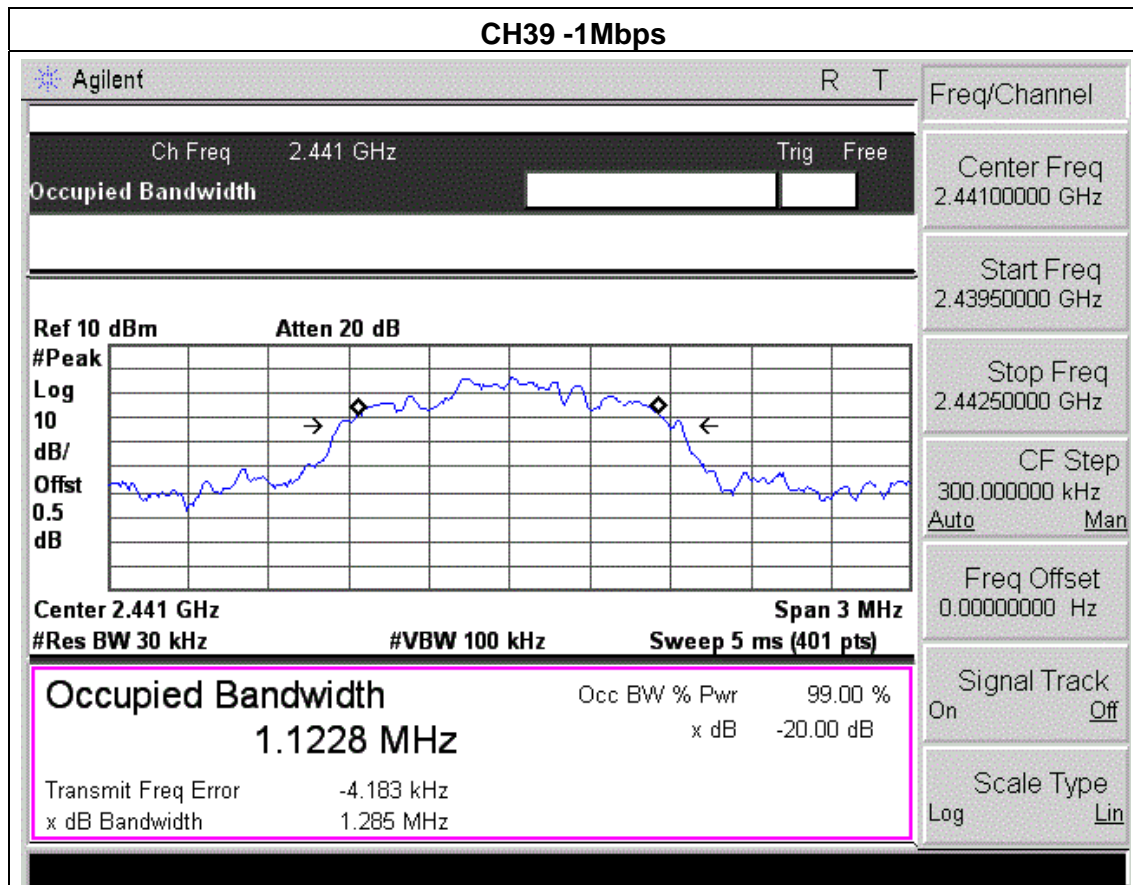 CH39 -1Mbps
Agilent R T
Ch Freq 2.441 GHz Trig Free
Occupied Bandwidth
Ref 10 dBm Atten 20 dB
#Peak
Log
10
dB/
Offst
0.5
dB
Center 2.441 GHz Span 3 MHz
#Res BW 30 kHz #VBW 100 kHz Sweep 5 ms (401 pts)
Occupied Bandwidth Occ BW % Pwr 99.00 %
1.1228 MHz x dB -20.00 dB
Transmit Freq Error -4.183 kHz
x dB Bandwidth 1.285 MHz
Freq/Channel
Center Freq
2.44100000 GHz
Start Freq
2.43950000 GHz
Stop Freq
2.44250000 GHz
CF Step
300.000000 kHz
Auto Man
Freq Offset
0.00000000 Hz
Signal Track
On Off
Scale Type
Log Lin